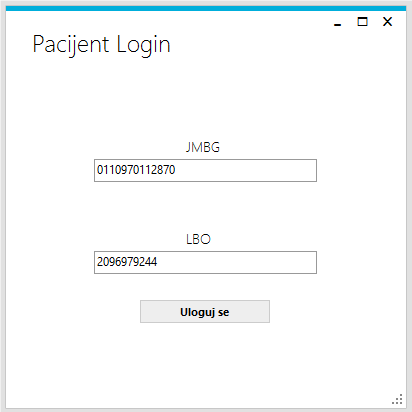 Pacijent Login
JMBG
0110970112870
LBO
2096979244
Uloguj se